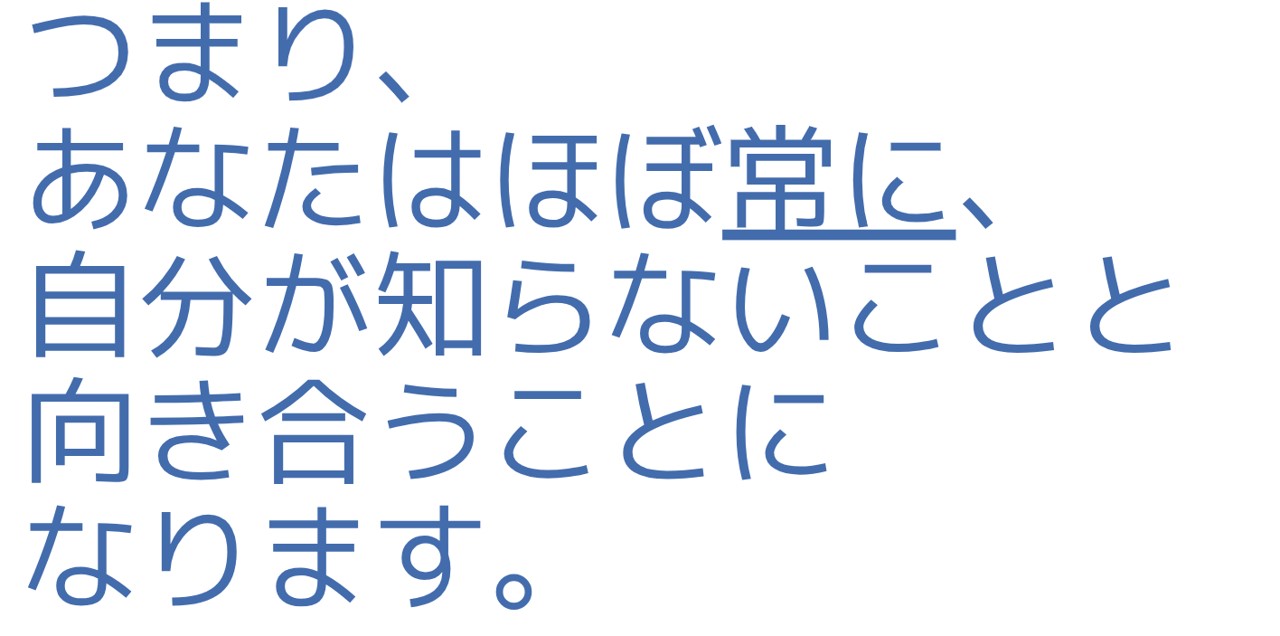 つまり、
あなたはほぼ常に、
自分が知らないことと
向き合うことに
なります。